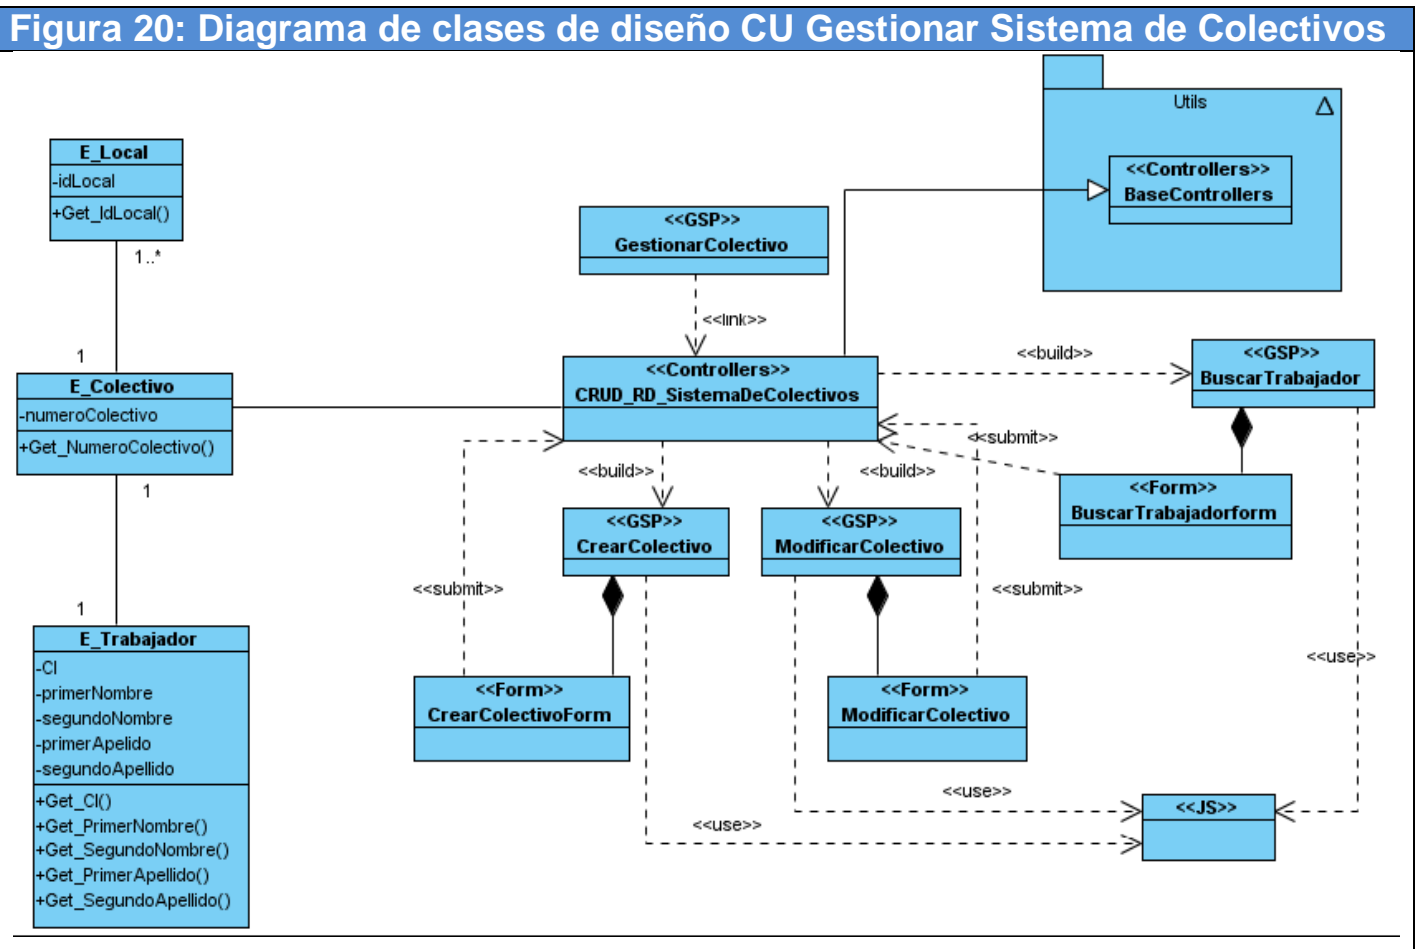 Figura 20: Diagrama de clases de diseño CU Gestionar Sistema de Colectivos
Utils
<<Controllers>>
BaseControllers
E_Local
-idLocal
+Get_IdLocal()
1..*
1
<<GSP>>
GestionarColectivo
<<link>>
<<Controllers>>
CRUD_RD_SistemaDeColectivos
<<build>>
<<GSP>>
BuscarTrabajador
E_Colectivo
-numeroColectivo
+Get_NumeroColectivo()
1
1
<<submit>>
<<build>>
<<build>>
<<Form>>
BuscarTrabajadorform
<<GSP>>
CrearColectivo
<<GSP>>
ModificarColectivo
<<submit>>
<<submit>>
<<use>>
E_Trabajador
-CI
-primerNombre
-segundoNombre
-primerApelido
-segundoApellido
+Get_CI()
+Get_PrimerNombre()
+Get_SegundoNombre()
+Get_PrimerApellido()
+Get_SegundoApellido()
<<Form>>
CrearColectivoForm
<<Form>>
ModificarColectivo
<<use>>
<<use>>
<<JS>>